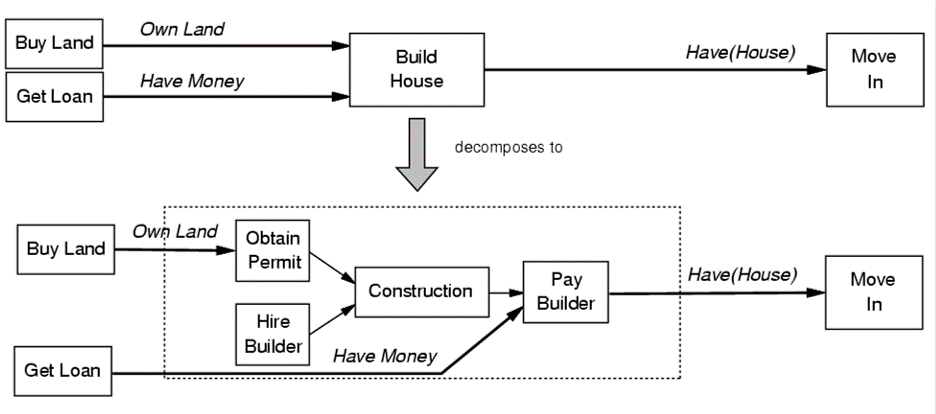 Buy Land
Own Land
Get Loan
Have Money
Build
House
Have(House)
Move
In
decomposes to
Buy Land
Own Land
Obtain
Permit
Hire
Builder
Construction
Pay
Builder
Have(House)
Move
In
Get Loan
Have Money